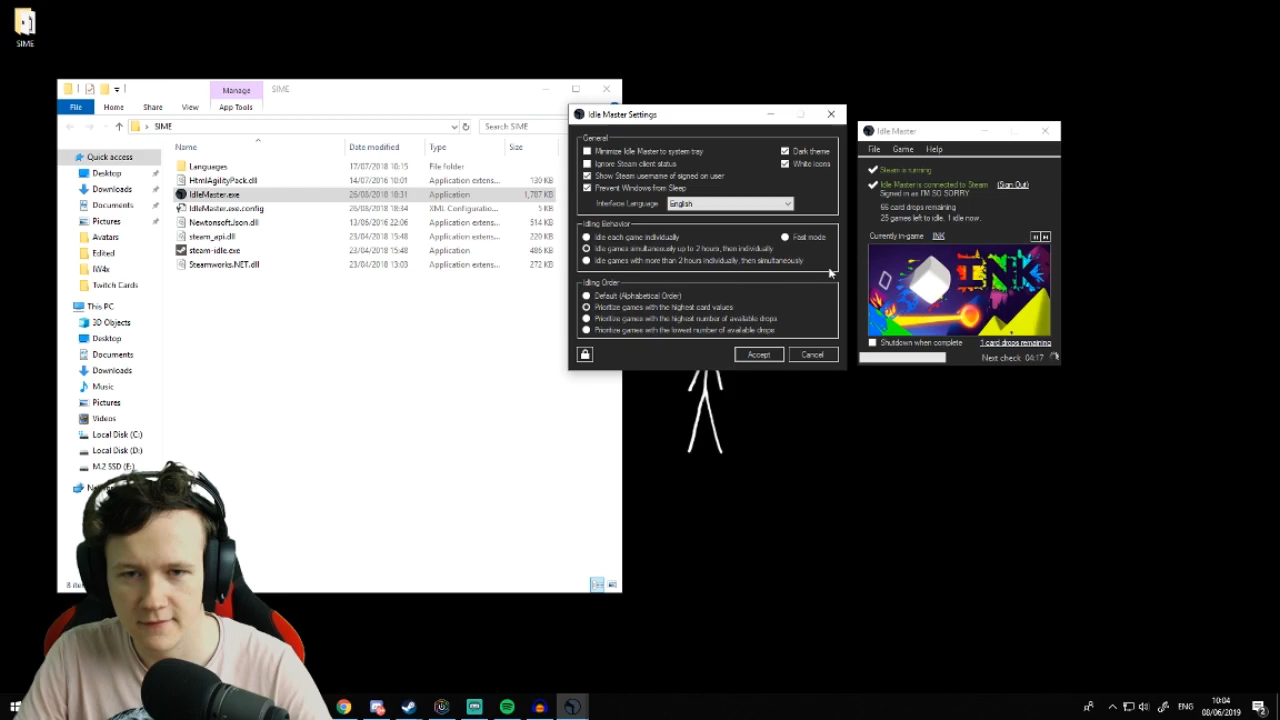 SIME
Manage
SIME
File
Home
Share
View
App Tools
SIME
Search SIME
Name
Date modified
Type
Size
Quick access
Desktop
Downloads
Documents
Pictures
Avatars
Edited
IW4x
Twitch Cards
This PC
3D Objects
Desktop
Documents
Downloads
Music
Pictures
Videos
Local Disk (C:)
Local Disk (D:)
M.2 SSD (F:)
Languages 17/07/2018 18:15 File folder
HtmlAgilityPack.dll 14/07/2016 10:01 Application extens... 130 KB
IdleMaster.exe 26/08/2018 18:31 Application 1,787 KB
IdleMaster.exe.config 26/08/2018 18:34 XML Configuratio... 5 KB
Newtonsoft.Json.dll 13/06/2016 22:06 Application extens... 514 KB
steam_api.dll 23/04/2018 15:48 Application extens... 220 KB
steam-idle.exe 23/04/2018 15:48 Application 486 KB
Steamworks.NET.dll 23/04/2018 13:03 Application extens... 272 KB
Idle Master Settings
General
Minimize Idle Master to system tray
Dark theme
Ignore Steam client status
White Icons
Show Steam username of signed on user
Prevent Windows from Sleep
Interface Language
English
Idling Behavior
Idle each game individually
Fast mode
Idle games simultaneously up to 2 hours, then individually
Idle games with more than 2 hours individually, then simultaneously
Idling Order
Default (Alphabetical Order)
Prioritize games with the highest card values
Prioritize games with the highest number of available drops
Prioritize games with the lowest number of available drops
Accept
Cancel
Idle Master
File
Game
Help
Steam is running
Idle Master is connected to Steam (Sign Out)
Signed in as I'M SO SORRY
66 card drops remaining
25 games left to idle. 1 idle now.
Currently in-game INK
INK
Shutdown when complete
1 card drops remaining
Next check 04:17
ENG
10:04
08/06/2019
2